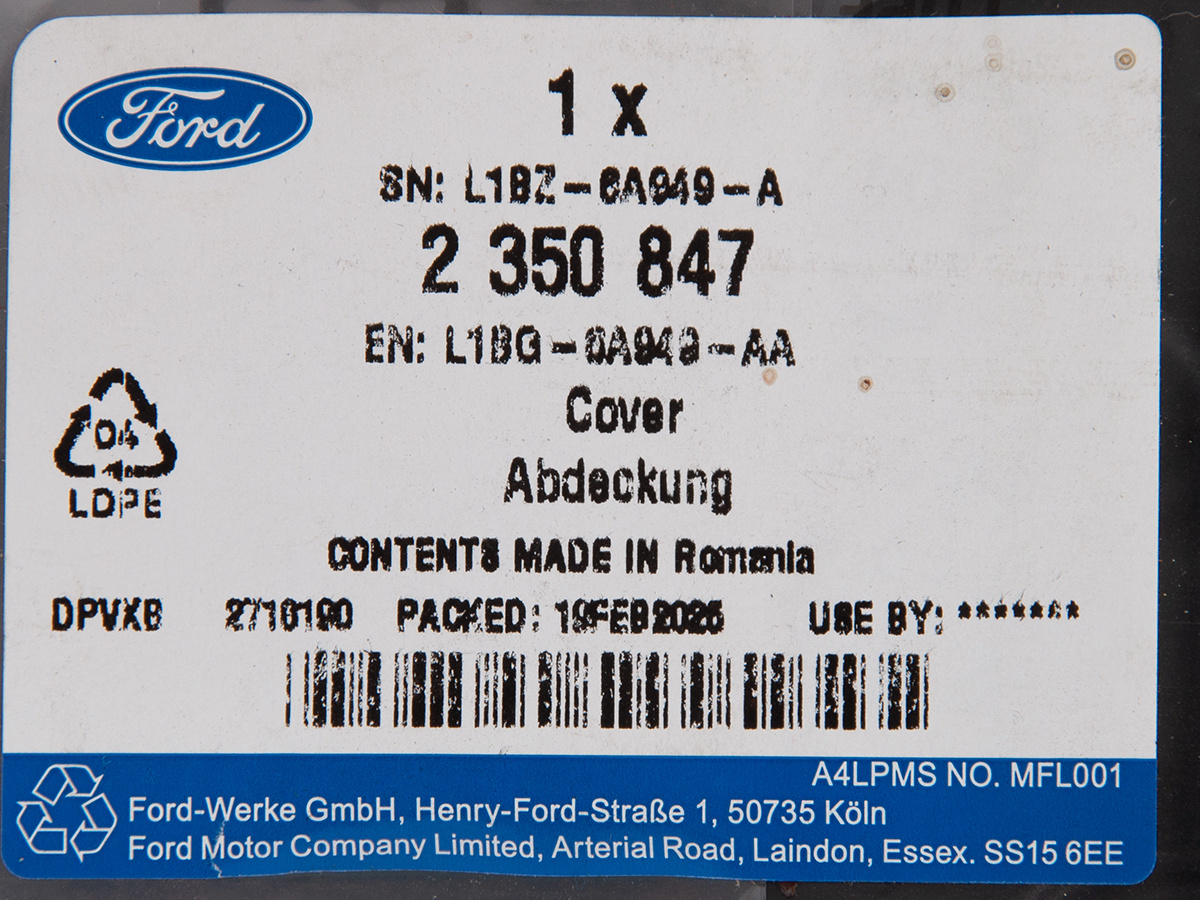 Ford
1 x
SN: L1BZ-6A949-A
2 350 847
EN: L1BG-6A949-AA
04
LDPE
Cover
Abdeckung
CONTENTS MADE IN Romania
DPVXB PACKED: USE BY: *******
A4LPMS NO. MFL001
Ford-Werke GmbH, Henry-Ford-Straße 1, 50735 Köln
Ford Motor Company Limited, Arterial Road, Laindon, Essex. SS15 6EE